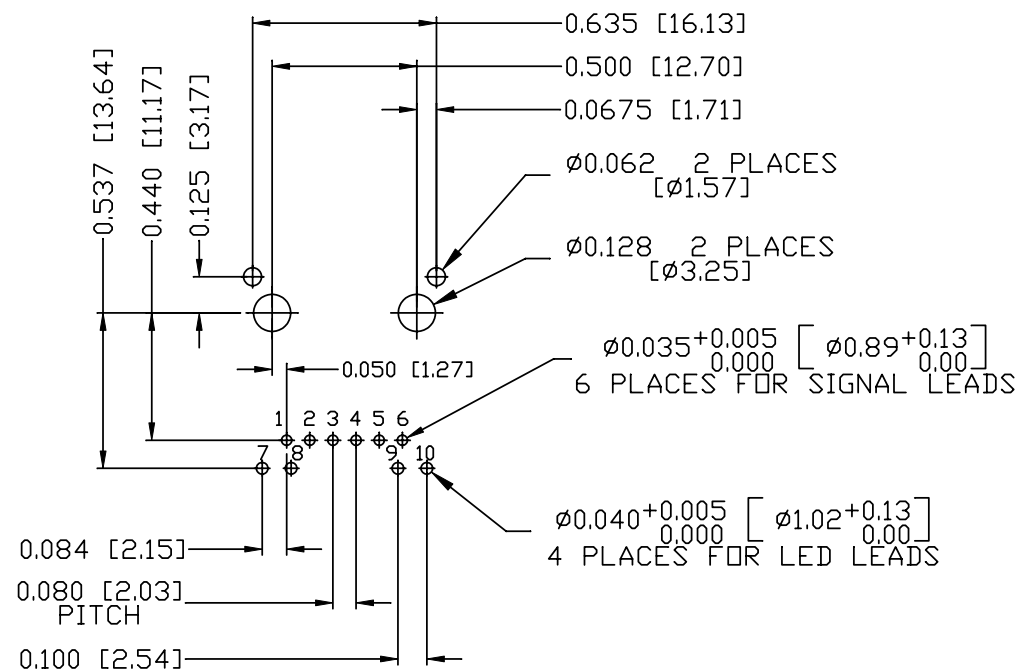 0.635 [16.13]
0.500 [12.70]
0.0675 [1.71]
0.537 [13.64]
0.440 [11.17]
0.125 [3.17]
Ø0.062 2 PLACES
[Ø1.57]
Ø0.128 2 PLACES
[Ø3.25]
0.050 [1.27]
Ø0.035+0.005 [Ø0.89+0.13]
0.000 0.00
6 PLACES FOR SIGNAL LEADS
1 2 3 4 5 6
7 8 9 10
Ø0.040+0.005 [Ø1.02+0.13]
0.000 0.00
4 PLACES FOR LED LEADS
0.084 [2.15]
0.080 [2.03]
PITCH
0.100 [2.54]